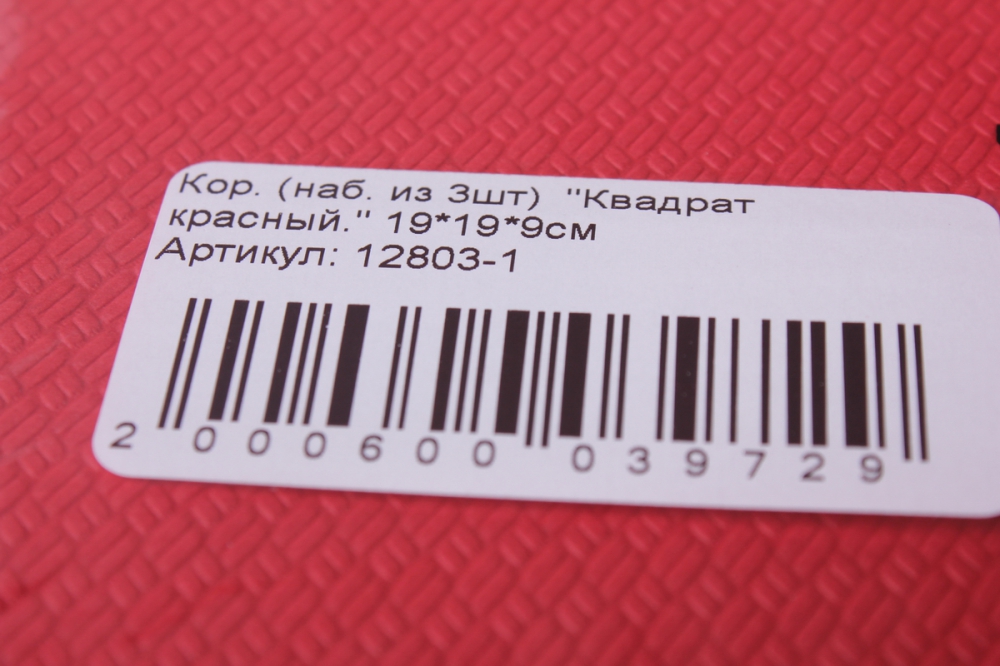 Кор. (наб. из 3шт) "Квадрат
красный." 19*19*9см
Артикул: 12803-1
2 000600 039729